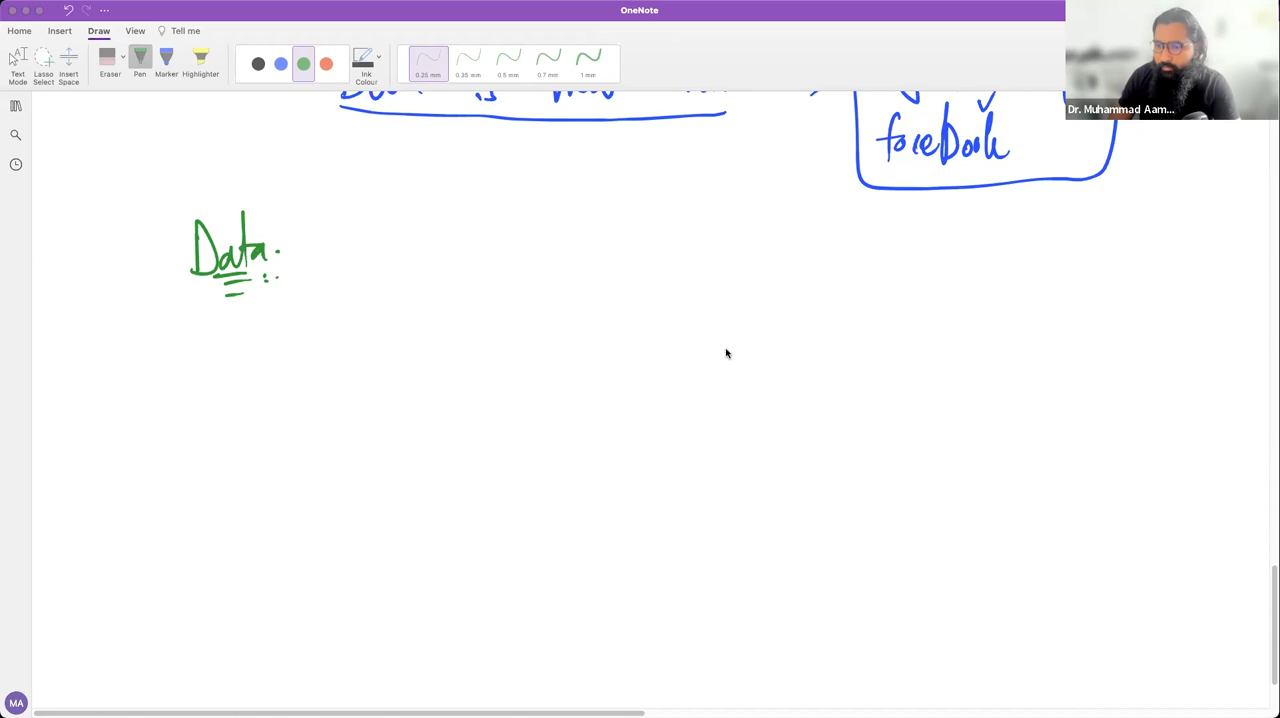 OneNote
Home Insert Draw View Tell me
Text Mode Lasso Select Insert Space Eraser Pen Marker Highlighter Ink Colour 0.25 mm 0.35 mm 0.5 mm 0.7 mm 1 mm
Dr. Muhammad Aam...
is
facebook
Data.
MA